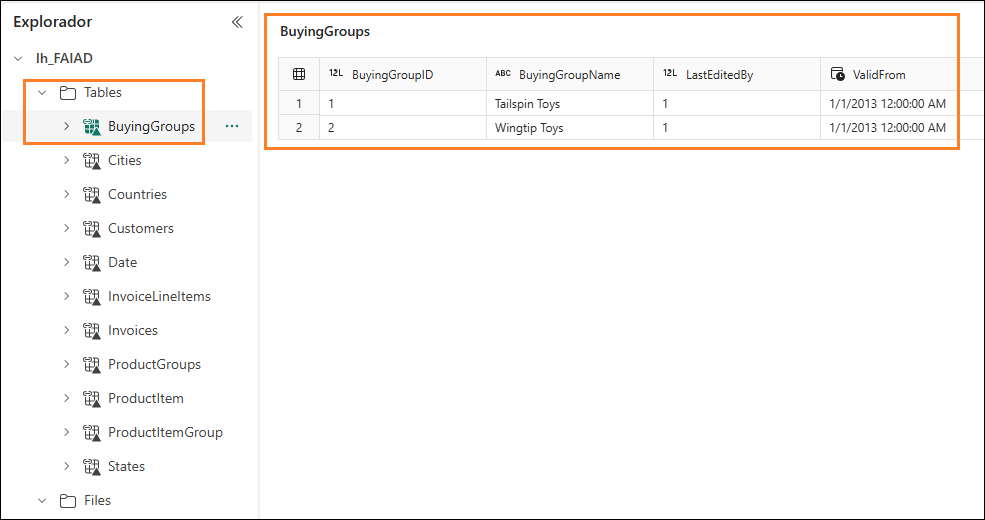 Explorador
lh_FAIAD
Tables
BuyingGroups
Cities
Countries
Customers
Date
InvoiceLineItems
Invoices
ProductGroups
ProductItem
ProductItemGroup
States
Files
BuyingGroups
12L BuyingGroupID ABC BuyingGroupName 12L LastEditedBy ValidFrom
1 1 Tailspin Toys 1 1/1/2013 12:00:00 AM
2 2 Wingtip Toys 1 1/1/2013 12:00:00 AM